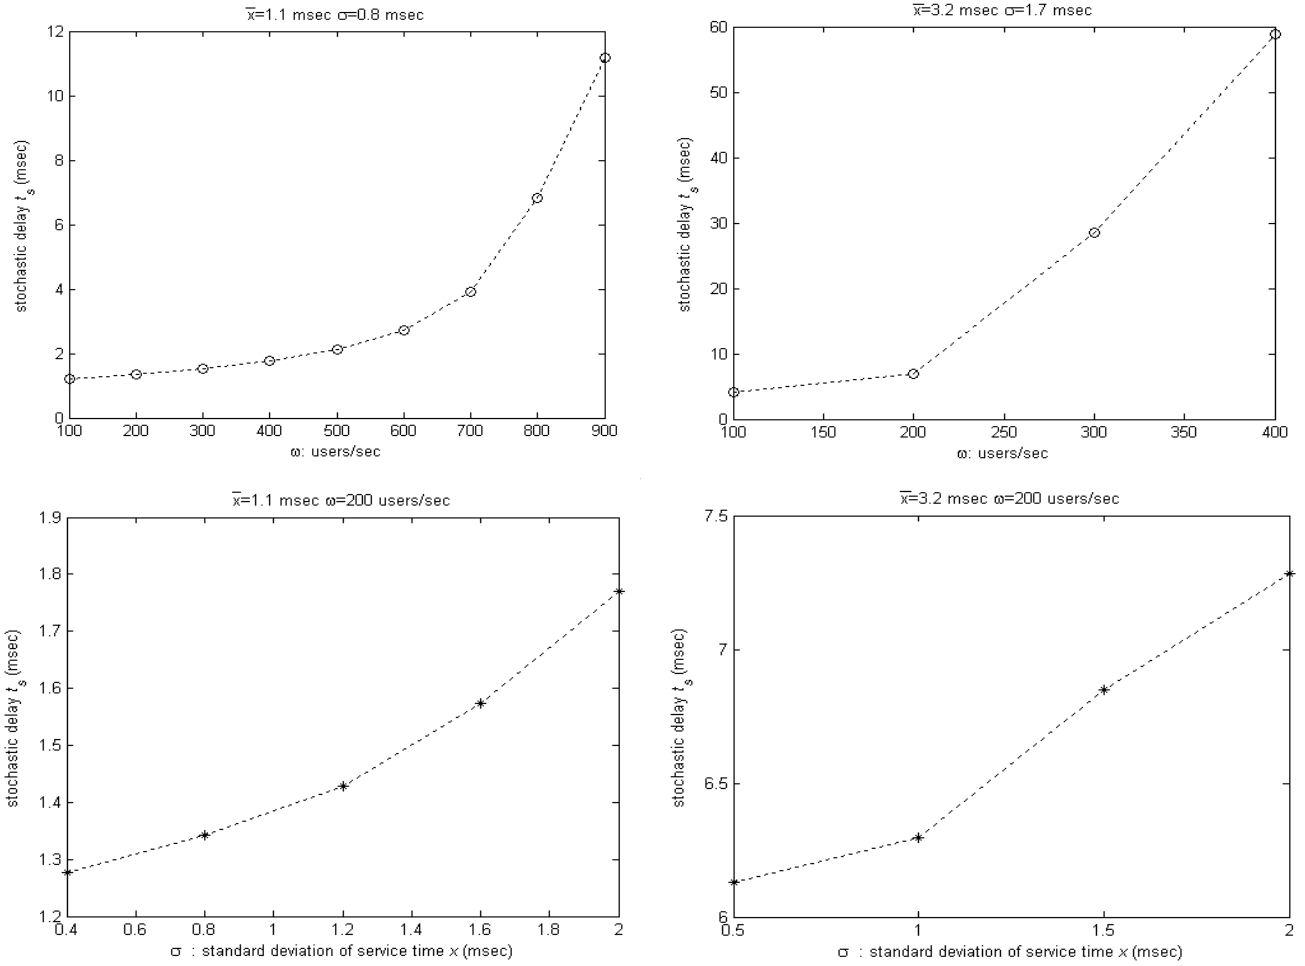 x̅=1.1 msec σ=0.8 msec
12
10
8
6
4
2
0
stochastic delay t_s (msec)
100 200 300 400 500 600 700 800 900
ω: users/sec
x̅=3.2 msec σ=1.7 msec
60
50
40
30
20
10
0
stochastic delay t_s (msec)
100 150 200 250 300 350 400
ω: users/sec
x̅=1.1 msec ω=200 users/sec
1.9
1.8
1.7
1.6
1.5
1.4
1.3
1.2
stochastic delay t_s (msec)
0.4 0.6 0.8 1 1.2 1.4 1.6 1.8 2
σ : standard deviation of service time x (msec)
x̅=3.2 msec ω=200 users/sec
7.5
7
6.5
6
stochastic delay t_s (msec)
0.5 1 1.5 2
σ : standard deviation of service time x (msec)